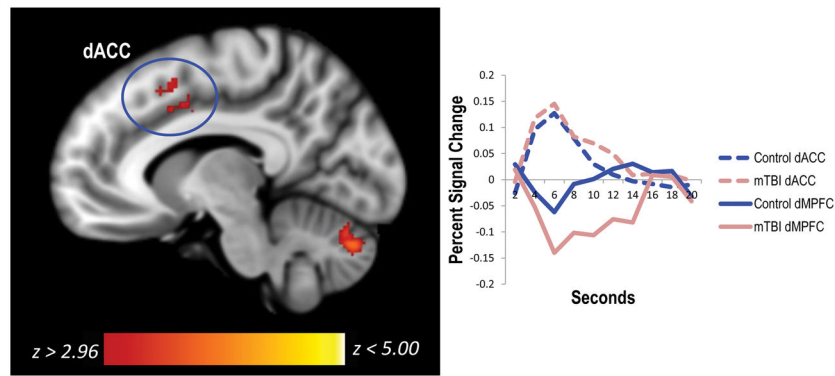 dACC
z > 2.96
z < 5.00
Percent Signal Change
0.2
0.15
0.1
0.05
0
-0.05
-0.1
-0.15
-0.2
2 4 6 8 10 12 14 16 18 20
Seconds
Control dACC
mTBI dACC
Control dMPFC
mTBI dMPFC